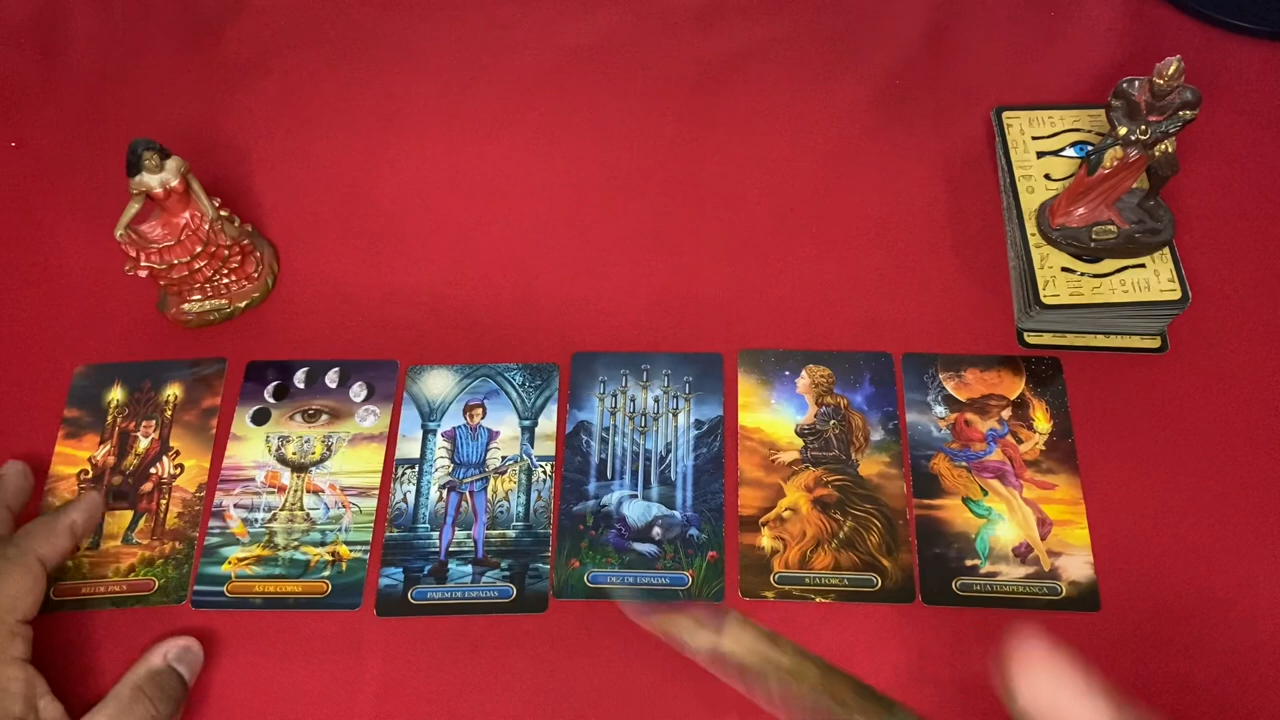 REI DE PAUS
ÁS DE COPAS
PAJEM DE ESPADAS
DEZ DE ESPADAS
8 | A FORÇA
14 | A TEMPERANÇA